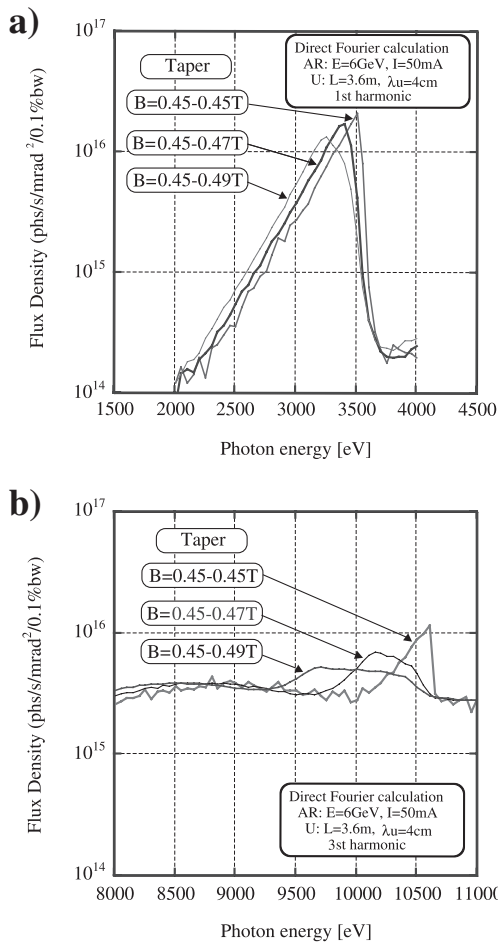 a)
10^17
Direct Fourier calculation
AR: E=6GeV, I=50mA
U: L=3.6m, λu=4cm
1st harmonic
Taper
B=0.45-0.45T
10^16
B=0.45-0.47T
B=0.45-0.49T
Flux Density (phs/s/mrad^2/0.1%bw)
10^15
10^14
1500 2000 2500 3000 3500 4000 4500
Photon energy [eV]
b)
10^17
Taper
B=0.45-0.45T
B=0.45-0.47T
10^16
B=0.45-0.49T
Flux Density (phs/s/mrad^2/0.1%bw)
10^15
Direct Fourier calculation
AR: E=6GeV, I=50mA
U: L=3.6m, λu=4cm
3st harmonic
10^14
8000 8500 9000 9500 10000 10500 11000
Photon energy [eV]